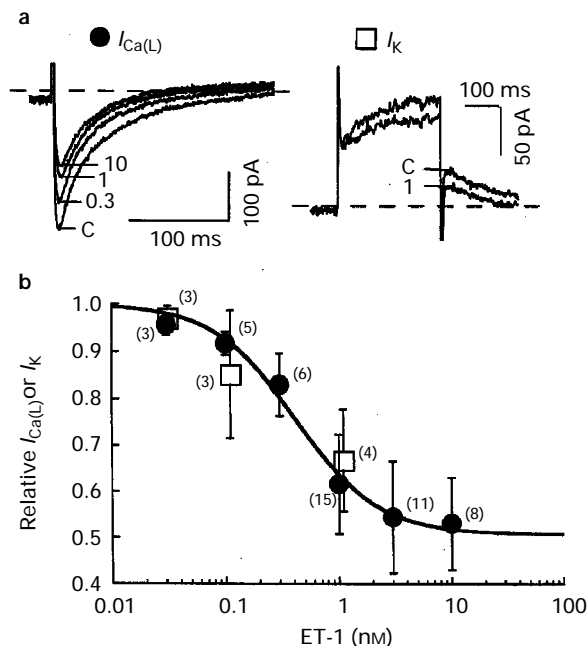 a
I_Ca(L)
I_K
10
1
0.3
C
100 ms
100 pA
100 ms
50 pA
C
1
b
Relative I_Ca(L) or I_K
1.0
0.9
0.8
0.7
0.6
0.5
0.4
(3)
(3)
(5)
(3)
(6)
(4)
(15)
(11)
(8)
0.01
0.1
1
10
100
ET-1 (nM)